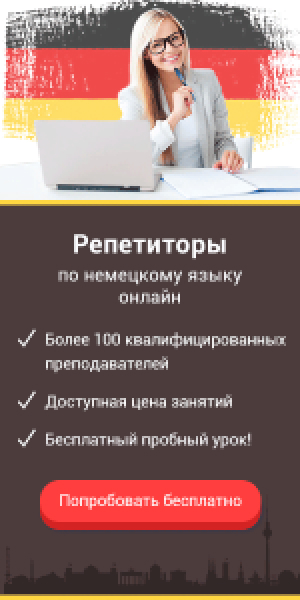 Репетиторы
по немецкому языку
онлайн
Более 100 квалифицированных
преподавателей
Доступная цена занятий
Бесплатный пробный урок!
Попробовать бесплатно